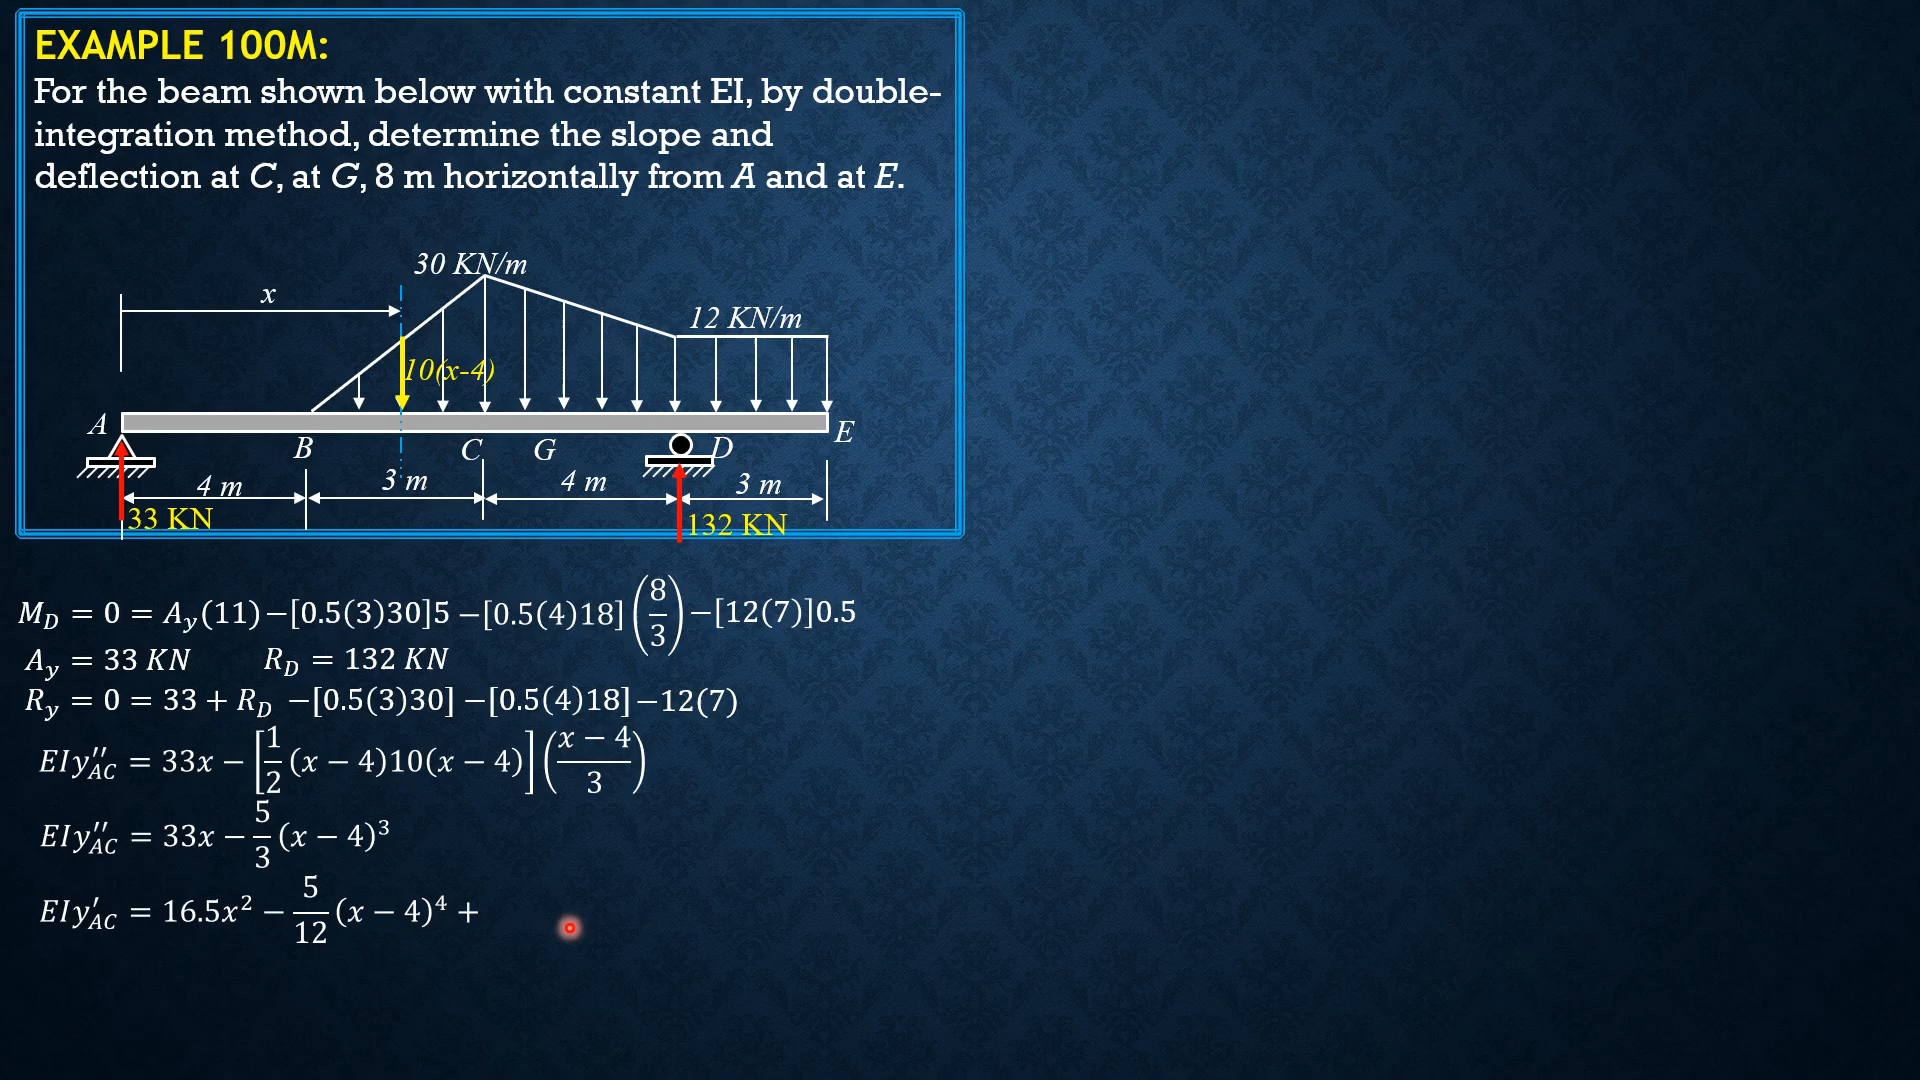 EXAMPLE 100M:
For the beam shown below with constant EI, by double-
integration method, determine the slope and
deflection at C, at G, 8 m horizontally from A and at E.
30 KN/m
x
12 KN/m
10(x-4)
A
E
B
C
G
D
4 m
3 m
4 m
3 m
33 KN
132 KN
M_D = 0 = A_y(11) −[0.5(3)30]5 −[0.5(4)18](8/3) −[12(7)]0.5
A_y = 33 KN R_D = 132 KN
R_y = 0 = 33 + R_D −[0.5(3)30] −[0.5(4)18] −12(7)
EIy''_AC = 33x − [1/2 (x − 4)10(x − 4)] ((x − 4)/3)
EIy''_AC = 33x − 5/3 (x − 4)³
EIy'_AC = 16.5x² − 5/12 (x − 4)⁴ +